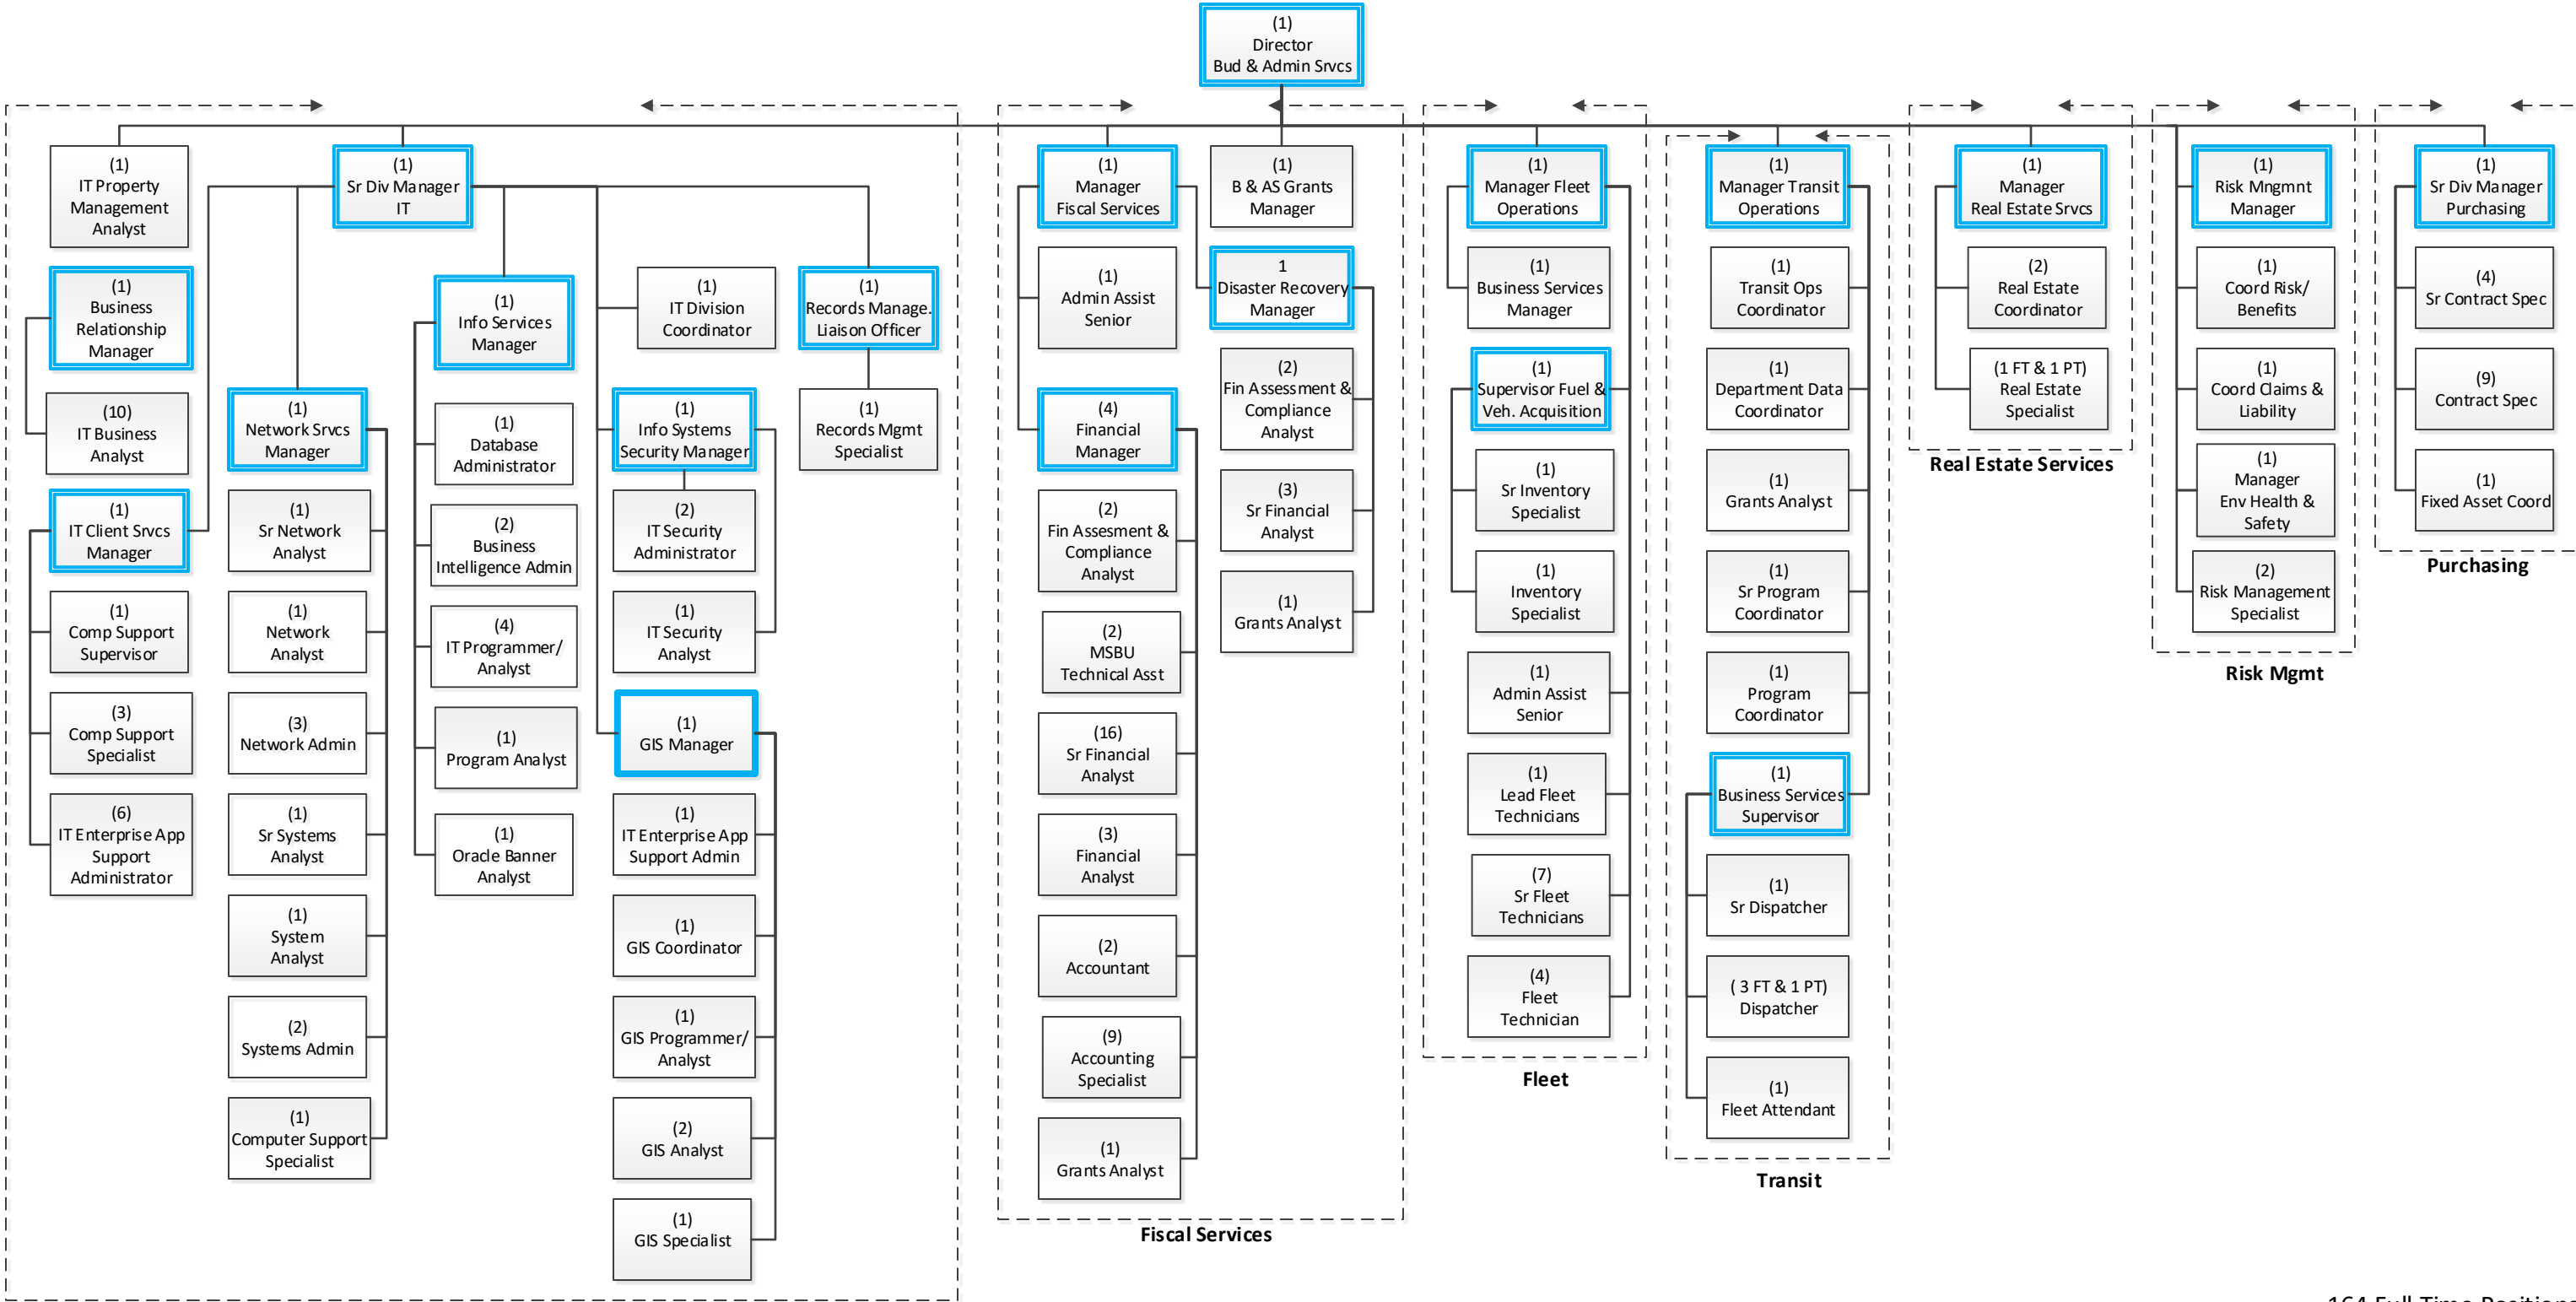 (1)
Director
Bud & Admin Srvcs
(1)
IT Property
Management
Analyst
(1)
Sr Div Manager
IT
(1)
Business
Relationship
Manager
(10)
IT Business
Analyst
(1)
IT Client Srvcs
Manager
(1)
Comp Support
Supervisor
(3)
Comp Support
Specialist
(6)
IT Enterprise App
Support
Administrator
(1)
Network Srvcs
Manager
(1)
Sr Network
Analyst
(1)
Network
Analyst
(3)
Network Admin
(1)
Sr Systems
Analyst
(1)
System
Analyst
(2)
Systems Admin
(1)
Computer Support
Specialist
(1)
Info Services
Manager
(1)
Database
Administrator
(2)
Business
Intelligence Admin
(4)
IT Programmer/
Analyst
(1)
Program Analyst
(1)
Oracle Banner
Analyst
(1)
IT Division
Coordinator
(1)
Info Systems
Security Manager
(2)
IT Security
Administrator
(1)
IT Security
Analyst
(1)
GIS Manager
(1)
IT Enterprise App
Support Admin
(1)
GIS Coordinator
(1)
GIS Programmer/
Analyst
(2)
GIS Analyst
(1)
GIS Specialist
(1)
Records Manage.
Liaison Officer
(1)
Records Mgmt
Specialist
(1)
Manager
Fiscal Services
(1)
Admin Assist
Senior
(4)
Financial
Manager
(2)
Fin Assesment &
Compliance
Analyst
(2)
MSBU
Technical Asst
(16)
Sr Financial
Analyst
(3)
Financial
Analyst
(2)
Accountant
(9)
Accounting
Specialist
(1)
Grants Analyst
(1)
B & AS Grants
Manager
1
Disaster Recovery
Manager
(2)
Fin Assessment &
Compliance
Analyst
(3)
Sr Financial
Analyst
(1)
Grants Analyst
Fiscal Services
(1)
Manager Fleet
Operations
(1)
Business Services
Manager
(1)
Supervisor Fuel &
Veh. Acquisition
(1)
Sr Inventory
Specialist
(1)
Inventory
Specialist
(1)
Admin Assist
Senior
(1)
Lead Fleet
Technicians
(7)
Sr Fleet
Technicians
(4)
Fleet
Technician
Fleet
(1)
Manager Transit
Operations
(1)
Transit Ops
Coordinator
(1)
Department Data
Coordinator
(1)
Grants Analyst
(1)
Sr Program
Coordinator
(1)
Program
Coordinator
(1)
Business Services
Supervisor
(1)
Sr Dispatcher
( 3 FT & 1 PT)
Dispatcher
(1)
Fleet Attendant
Transit
(1)
Manager
Real Estate Srvcs
(2)
Real Estate
Coordinator
(1 FT & 1 PT)
Real Estate
Specialist
Real Estate Services
(1)
Risk Mngmnt
Manager
(1)
Coord Risk/
Benefits
(1)
Coord Claims &
Liability
(1)
Manager
Env Health &
Safety
(2)
Risk Management
Specialist
Risk Mgmt
(1)
Sr Div Manager
Purchasing
(4)
Sr Contract Spec
(9)
Contract Spec
(1)
Fixed Asset Coord
Purchasing
164 Full Time Positions